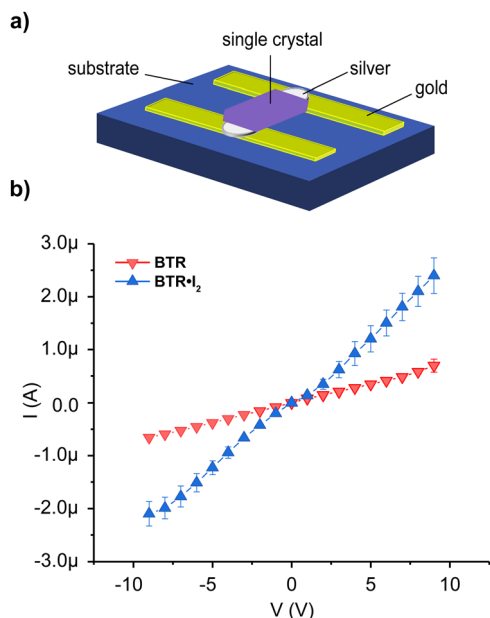 a)
single crystal
substrate
silver
gold
b)
3.0µ
2.0µ
1.0µ
0.0
-1.0µ
-2.0µ
-3.0µ
I (A)
BTR
BTR•I₂
-10 -5 0 5 10
V (V)